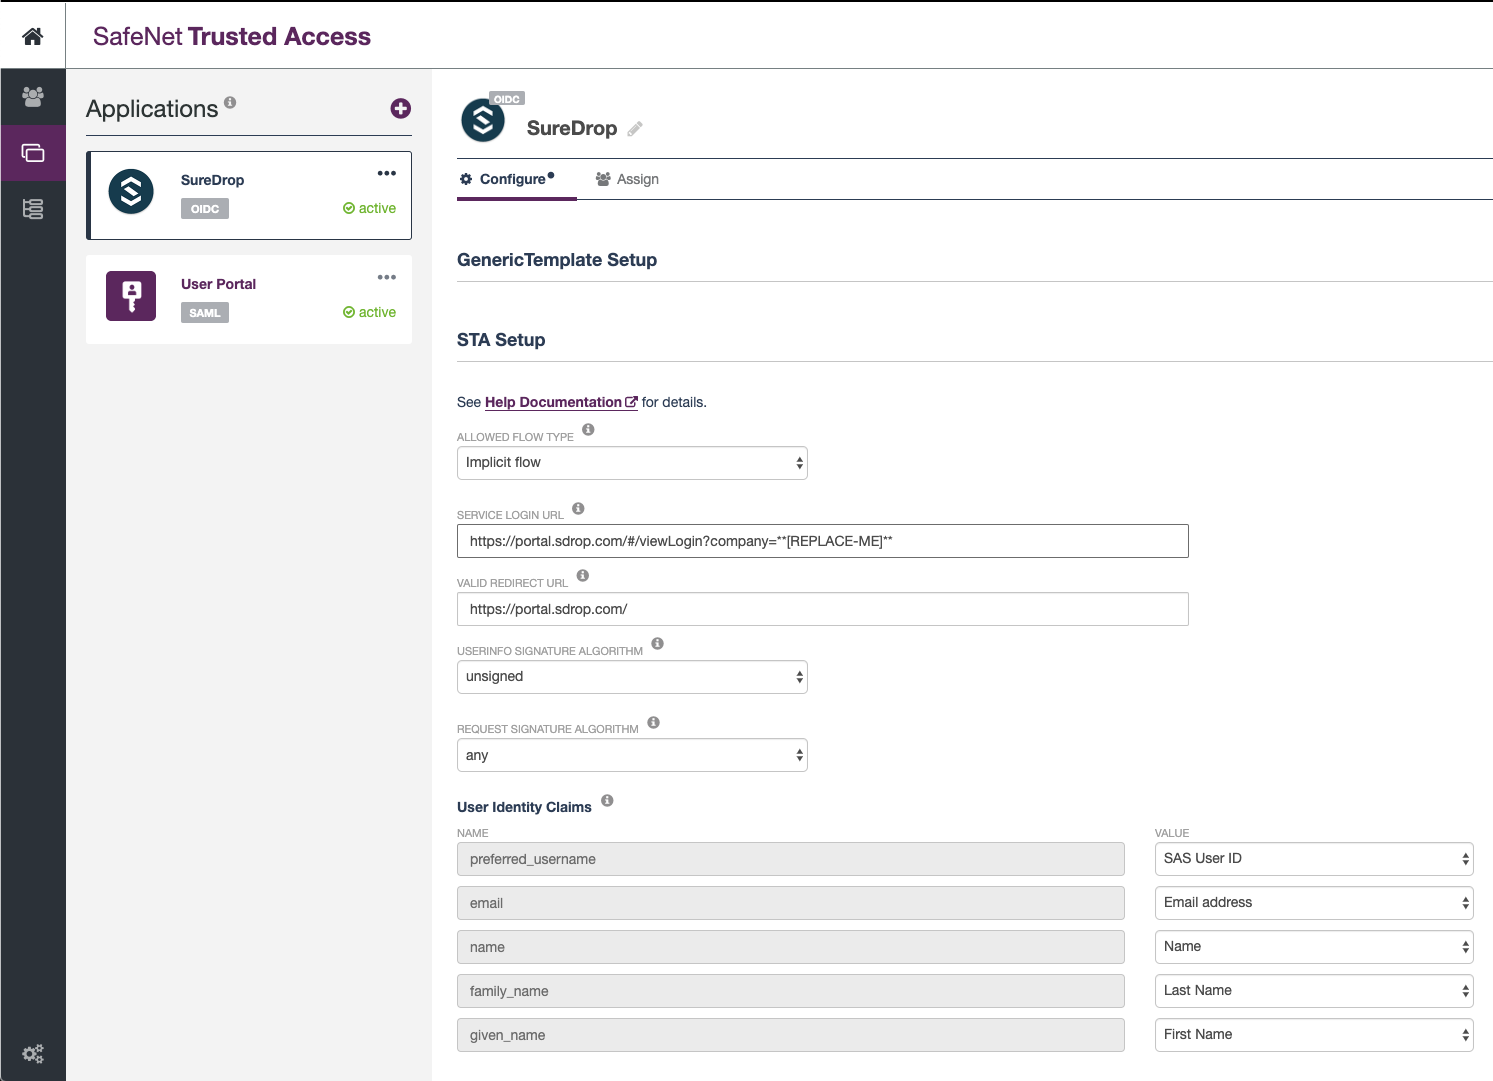 SafeNet Trusted Access
Applications
SureDrop
OIDC
active
User Portal
SAML
active
OIDC
SureDrop
Configure
Assign
GenericTemplate Setup
STA Setup
See Help Documentation for details.
ALLOWED FLOW TYPE
Implicit flow
SERVICE LOGIN URL
https://portal.sdrop.com/#/viewLogin?company=**[REPLACE-ME]**
VALID REDIRECT URL
https://portal.sdrop.com/
USERINFO SIGNATURE ALGORITHM
unsigned
REQUEST SIGNATURE ALGORITHM
any
User Identity Claims
NAME VALUE
preferred_username SAS User ID
email Email address
name Name
family_name Last Name
given_name First Name